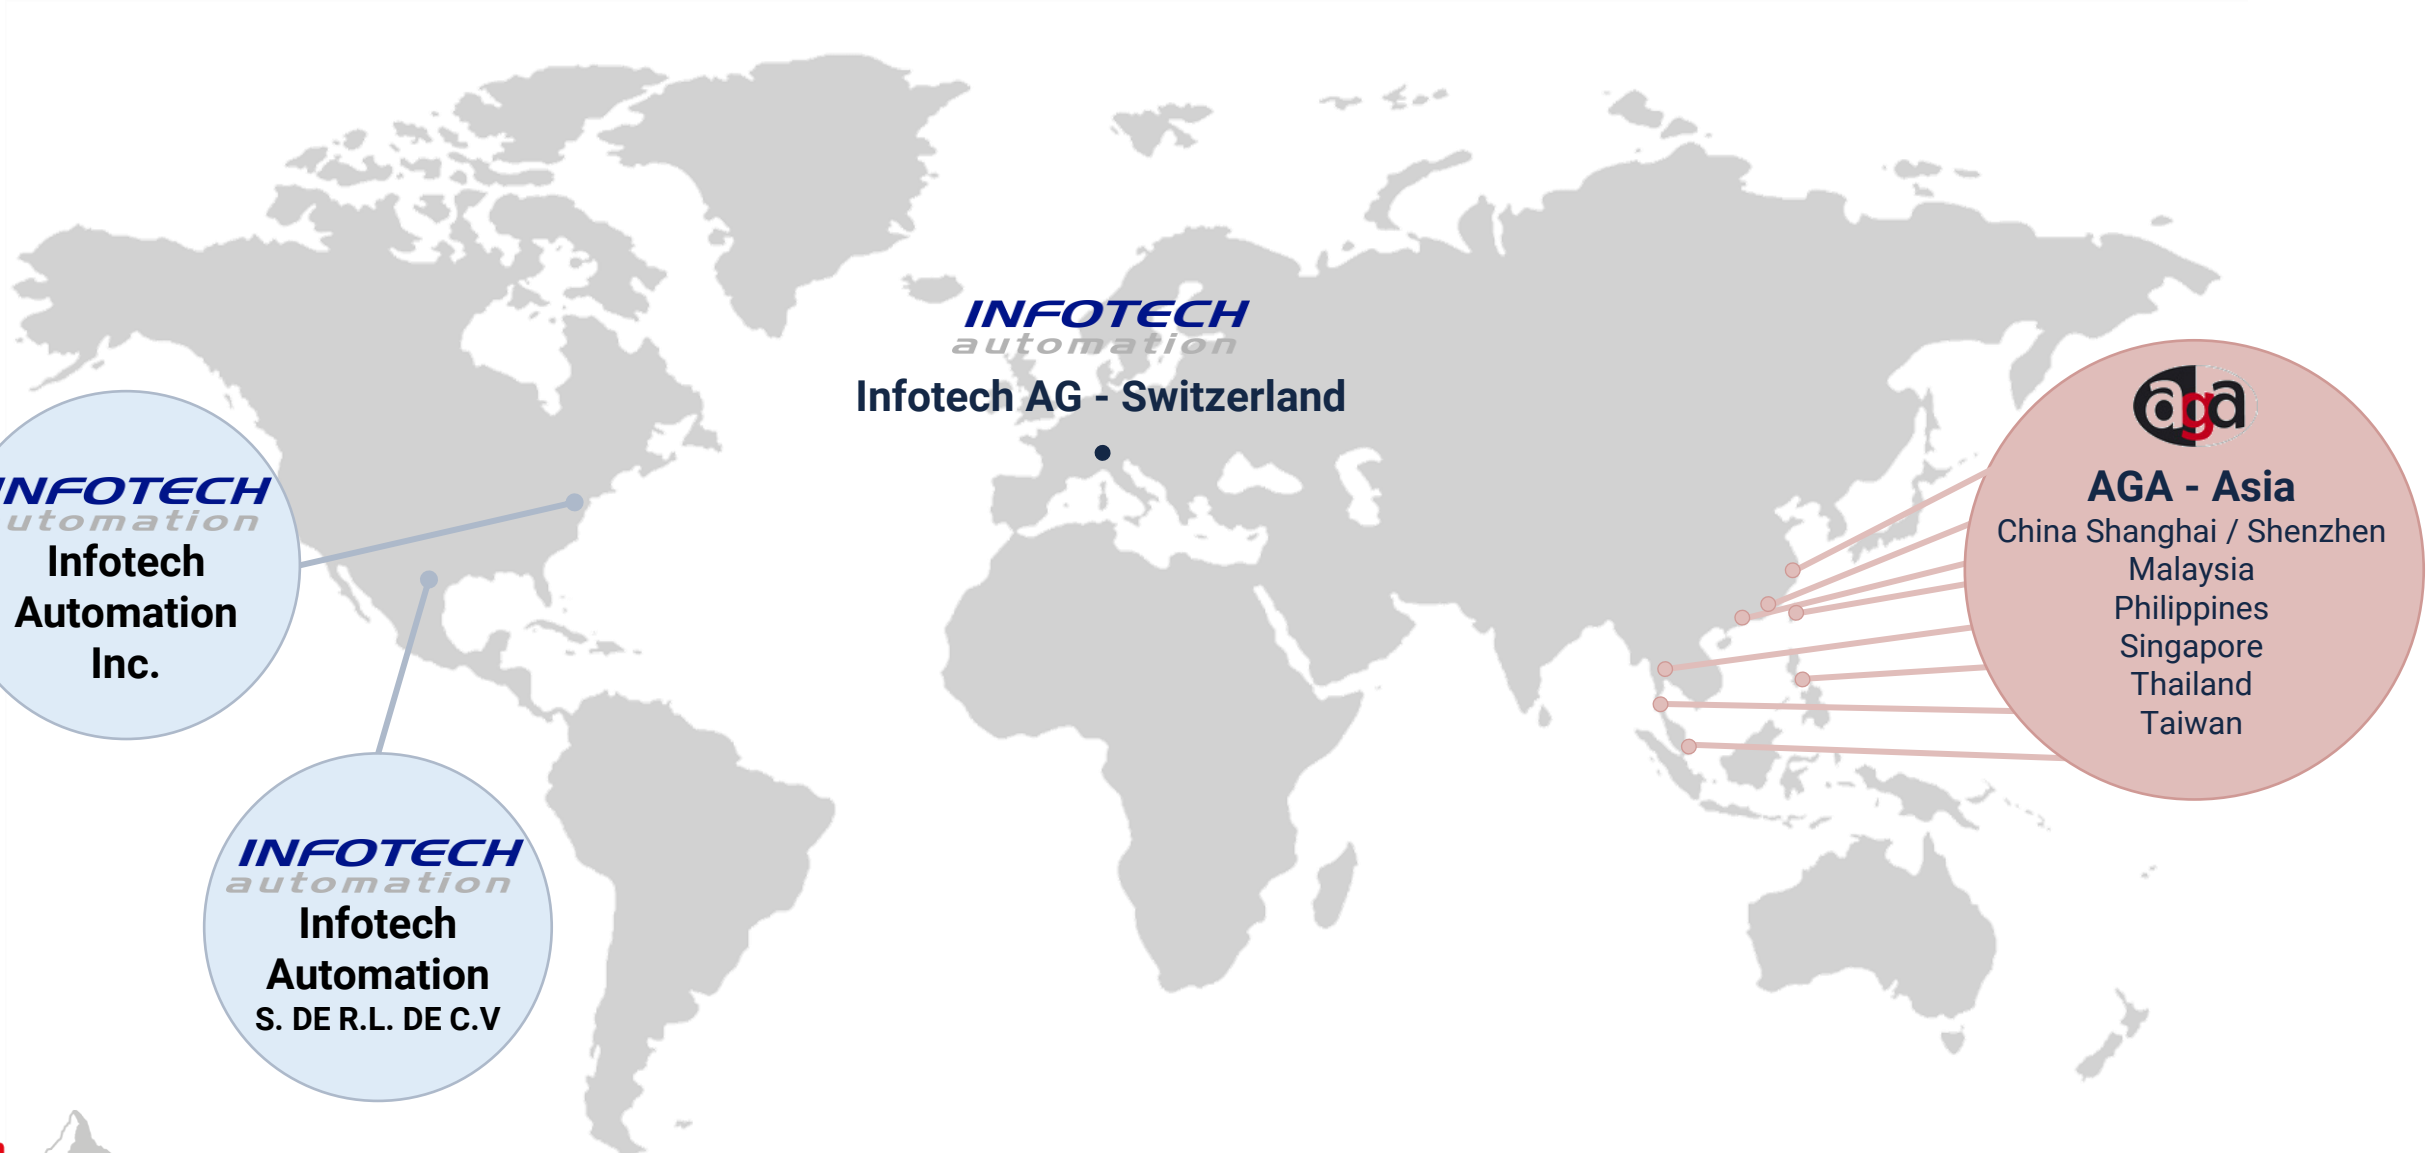 INFOTECH
automation
Infotech AG - Switzerland
NFOTECH
utomation
Infotech
Automation
Inc.
INFOTECH
automation
Infotech
Automation
S. DE R.L. DE C.V
aga
AGA - Asia
China Shanghai / Shenzhen
Malaysia
Philippines
Singapore
Thailand
Taiwan